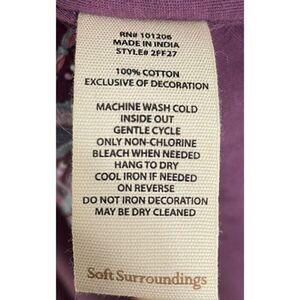 RN# 101206
MADE IN INDIA
STYLE# 2FF27
100% COTTON
EXCLUSIVE OF DECORATION
MACHINE WASH COLD
INSIDE OUT
GENTLE CYCLE
ONLY NON-CHLORINE
BLEACH WHEN NEEDED
HANG TO DRY
COOL IRON IF NEEDED
ON REVERSE
DO NOT IRON DECORATION
MAY BE DRY CLEANED
Soft Surroundings